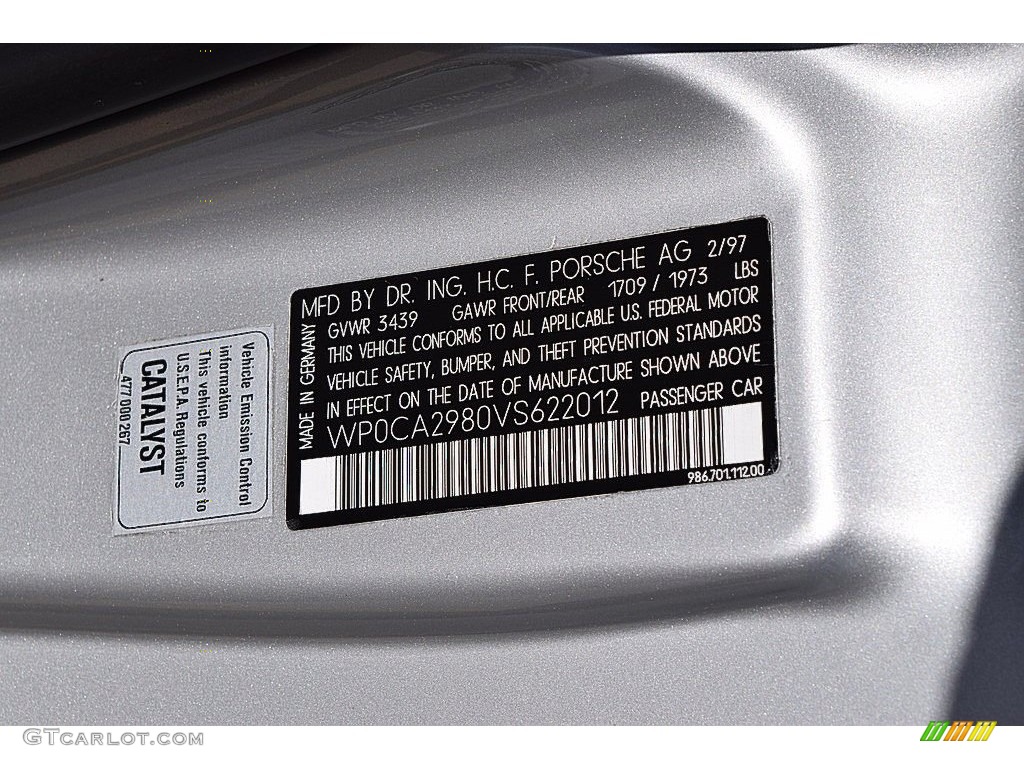 MFD BY DR. ING. H.C. F. PORSCHE AG 2/97
GVWR 3439 GAWR FRONT/REAR 1709 / 1973 LBS
THIS VEHICLE CONFORMS TO ALL APPLICABLE U.S. FEDERAL MOTOR
VEHICLE SAFETY, BUMPER, AND THEFT PREVENTION STANDARDS
IN EFFECT ON THE DATE OF MANUFACTURE SHOWN ABOVE
WP0CA2980VS622012 PASSENGER CAR
986.701.112.00
MADE IN GERMANY
Vehicle Emission Control
information
This vehicle conforms to
U.S.E.P.A. Regulations
CATALYST
477 000 267
GTCARLOT.COM